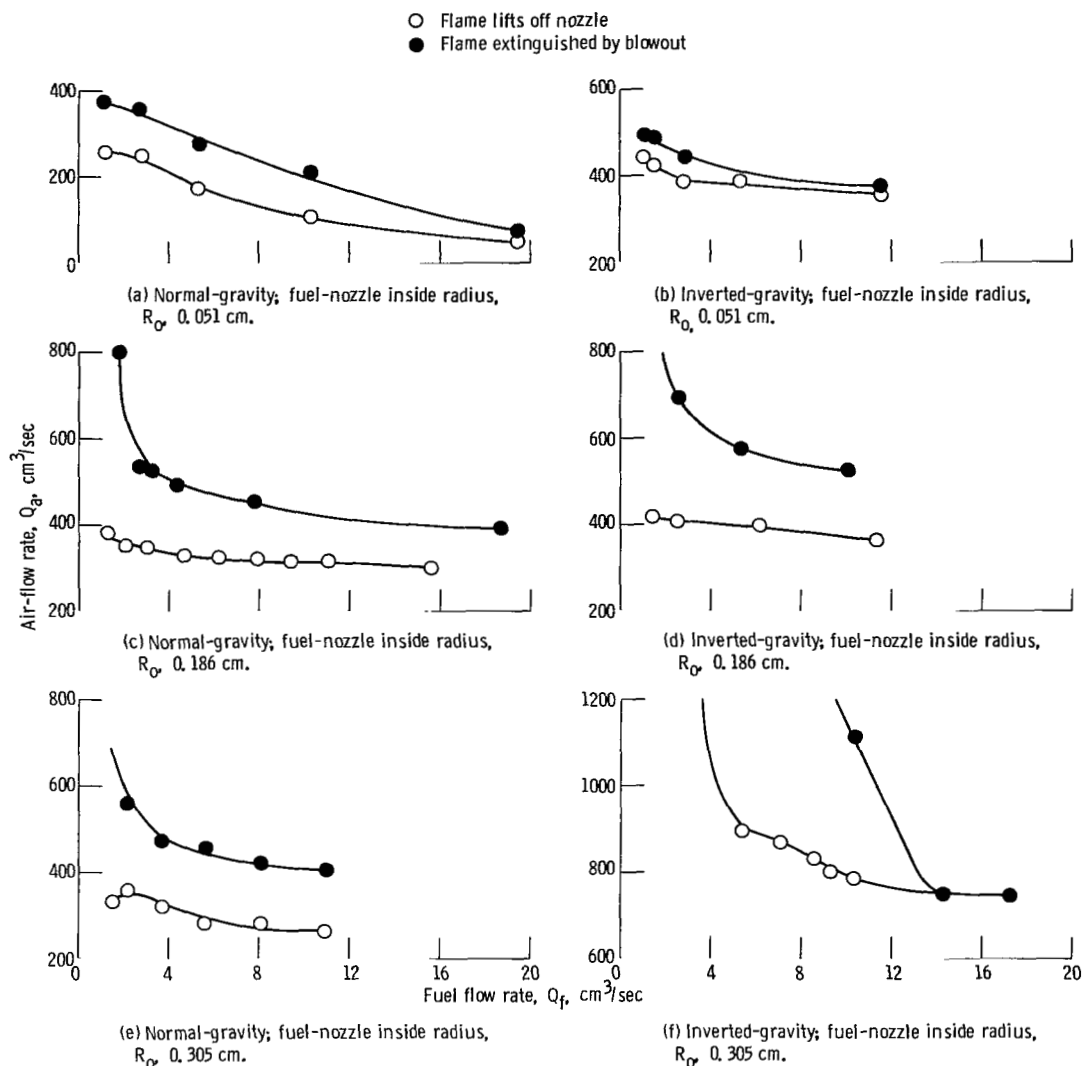 Flame lifts off nozzle
Flame extinguished by blowout
400
200
0
(a) Normal-gravity; fuel-nozzle inside radius,
R₀, 0.051 cm.
600
400
200
(b) Inverted-gravity; fuel-nozzle inside radius,
R₀, 0.051 cm.
Air-flow rate, Qₐ, cm³/sec
800
600
400
200
(c) Normal-gravity; fuel-nozzle inside radius,
R₀, 0.186 cm.
800
600
400
200
(d) Inverted-gravity; fuel-nozzle inside radius,
R₀, 0.186 cm.
800
600
400
200
0 4 8 12 16 20
(e) Normal-gravity; fuel-nozzle inside radius,
R₀, 0.305 cm.
1200
1000
800
600
0 4 8 12 16 20
Fuel flow rate, Q_f, cm³/sec
(f) Inverted-gravity; fuel-nozzle inside radius,
R₀, 0.305 cm.